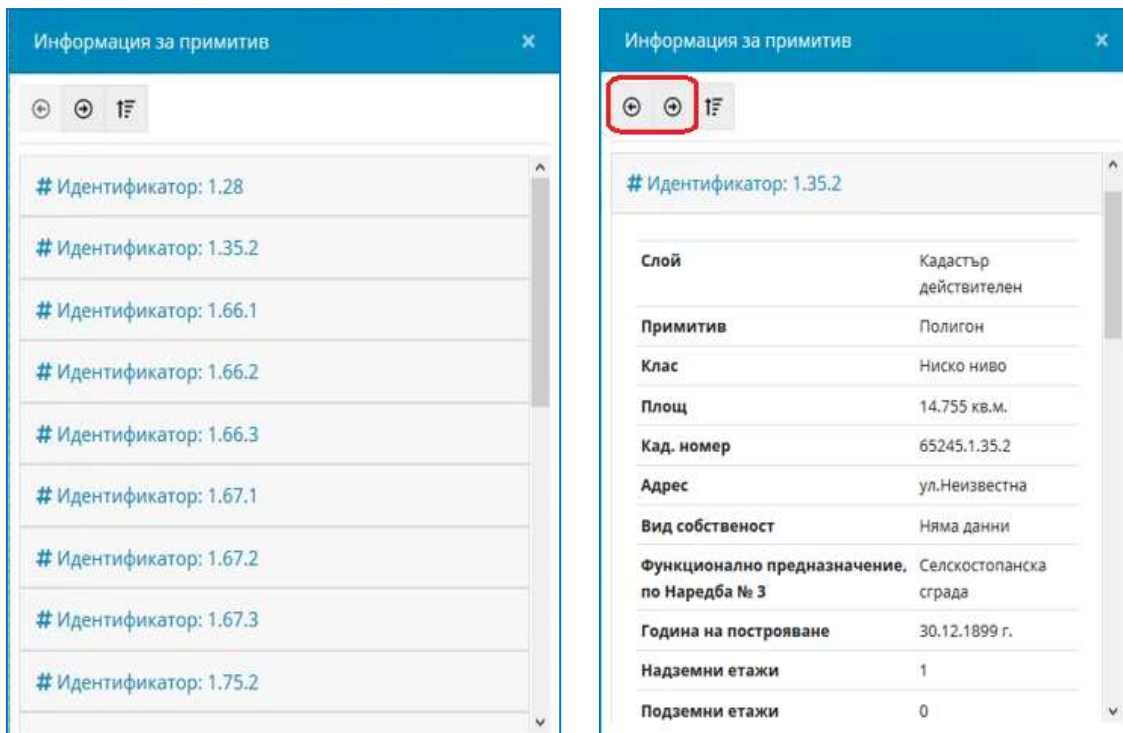 Информация за примитив
# Идентификатор: 1.28
# Идентификатор: 1.35.2
# Идентификатор: 1.66.1
# Идентификатор: 1.66.2
# Идентификатор: 1.66.3
# Идентификатор: 1.67.1
# Идентификатор: 1.67.2
# Идентификатор: 1.67.3
# Идентификатор: 1.75.2
Информация за примитив
# Идентификатор: 1.35.2
Слой Кадастър
действителен
Примитив Полигон
Клас Ниско ниво
Площ 14.755 кв.м.
Кад. номер 65245.1.35.2
Адрес ул.Неизвестна
Вид собственост Няма данни
Функционално предназначение, Селскостопанска
по Наредба № 3 сграда
Година на построяване 30.12.1899 г.
Надземни етажи 1
Подземни етажи 0